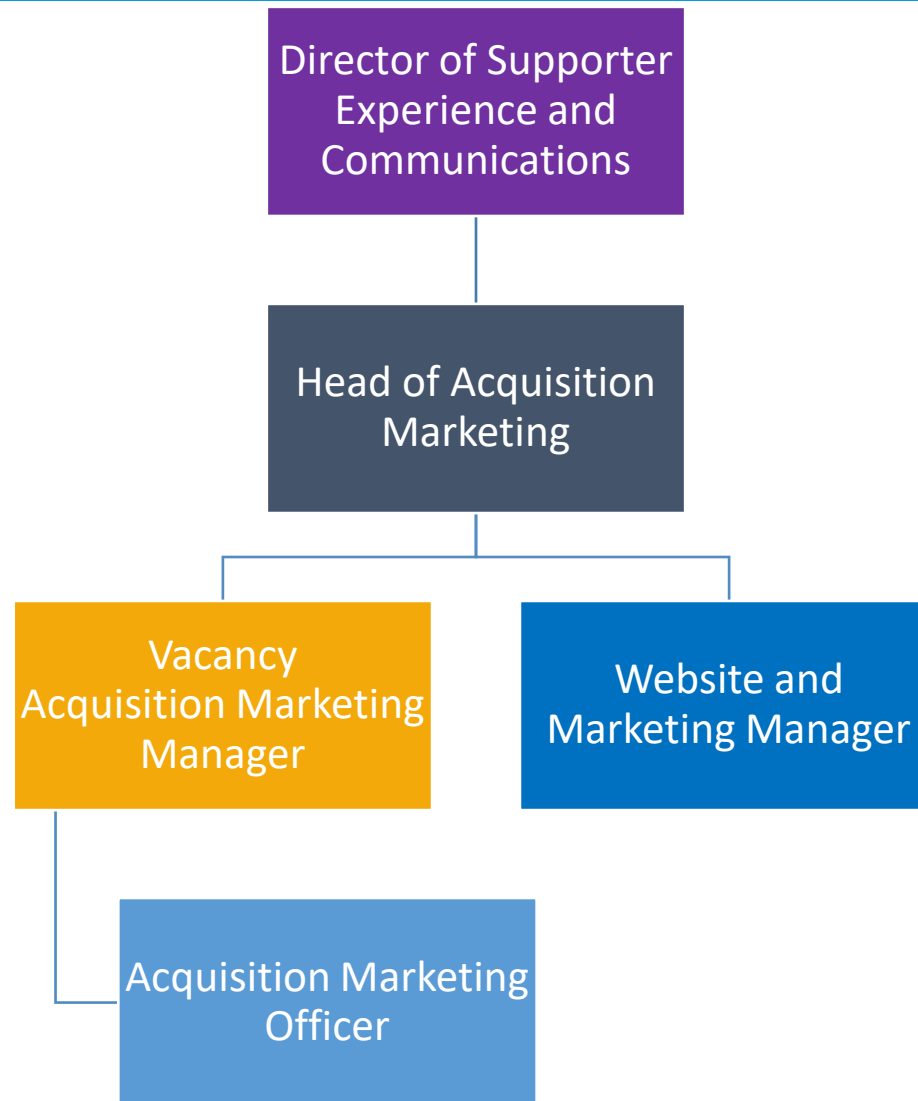 Director of Supporter
Experience and
Communications
Head of Acquisition
Marketing
Vacancy
Acquisition Marketing
Manager
Website and
Marketing Manager
Acquisition Marketing
Officer